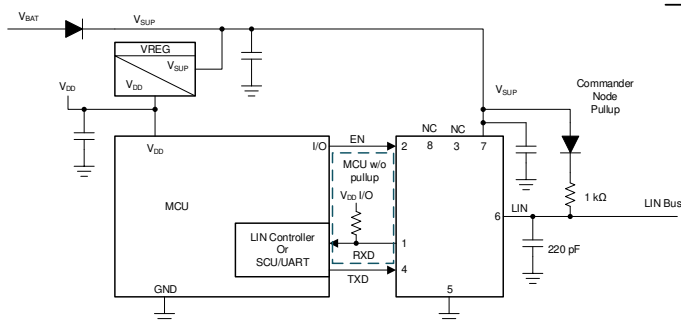 VBAT
VSUP
VREG
VSUP
VDD
VDD
VSUP
Commander
Node
Pullup
VDD
I/O
EN
2
NC
8
NC
3
7
MCU w/o
pullup
VDD I/O
MCU
1 kΩ
LIN
LIN Bus
6
LIN Controller
Or
SCU/UART
1
RXD
4
TXD
220 pF
GND
5